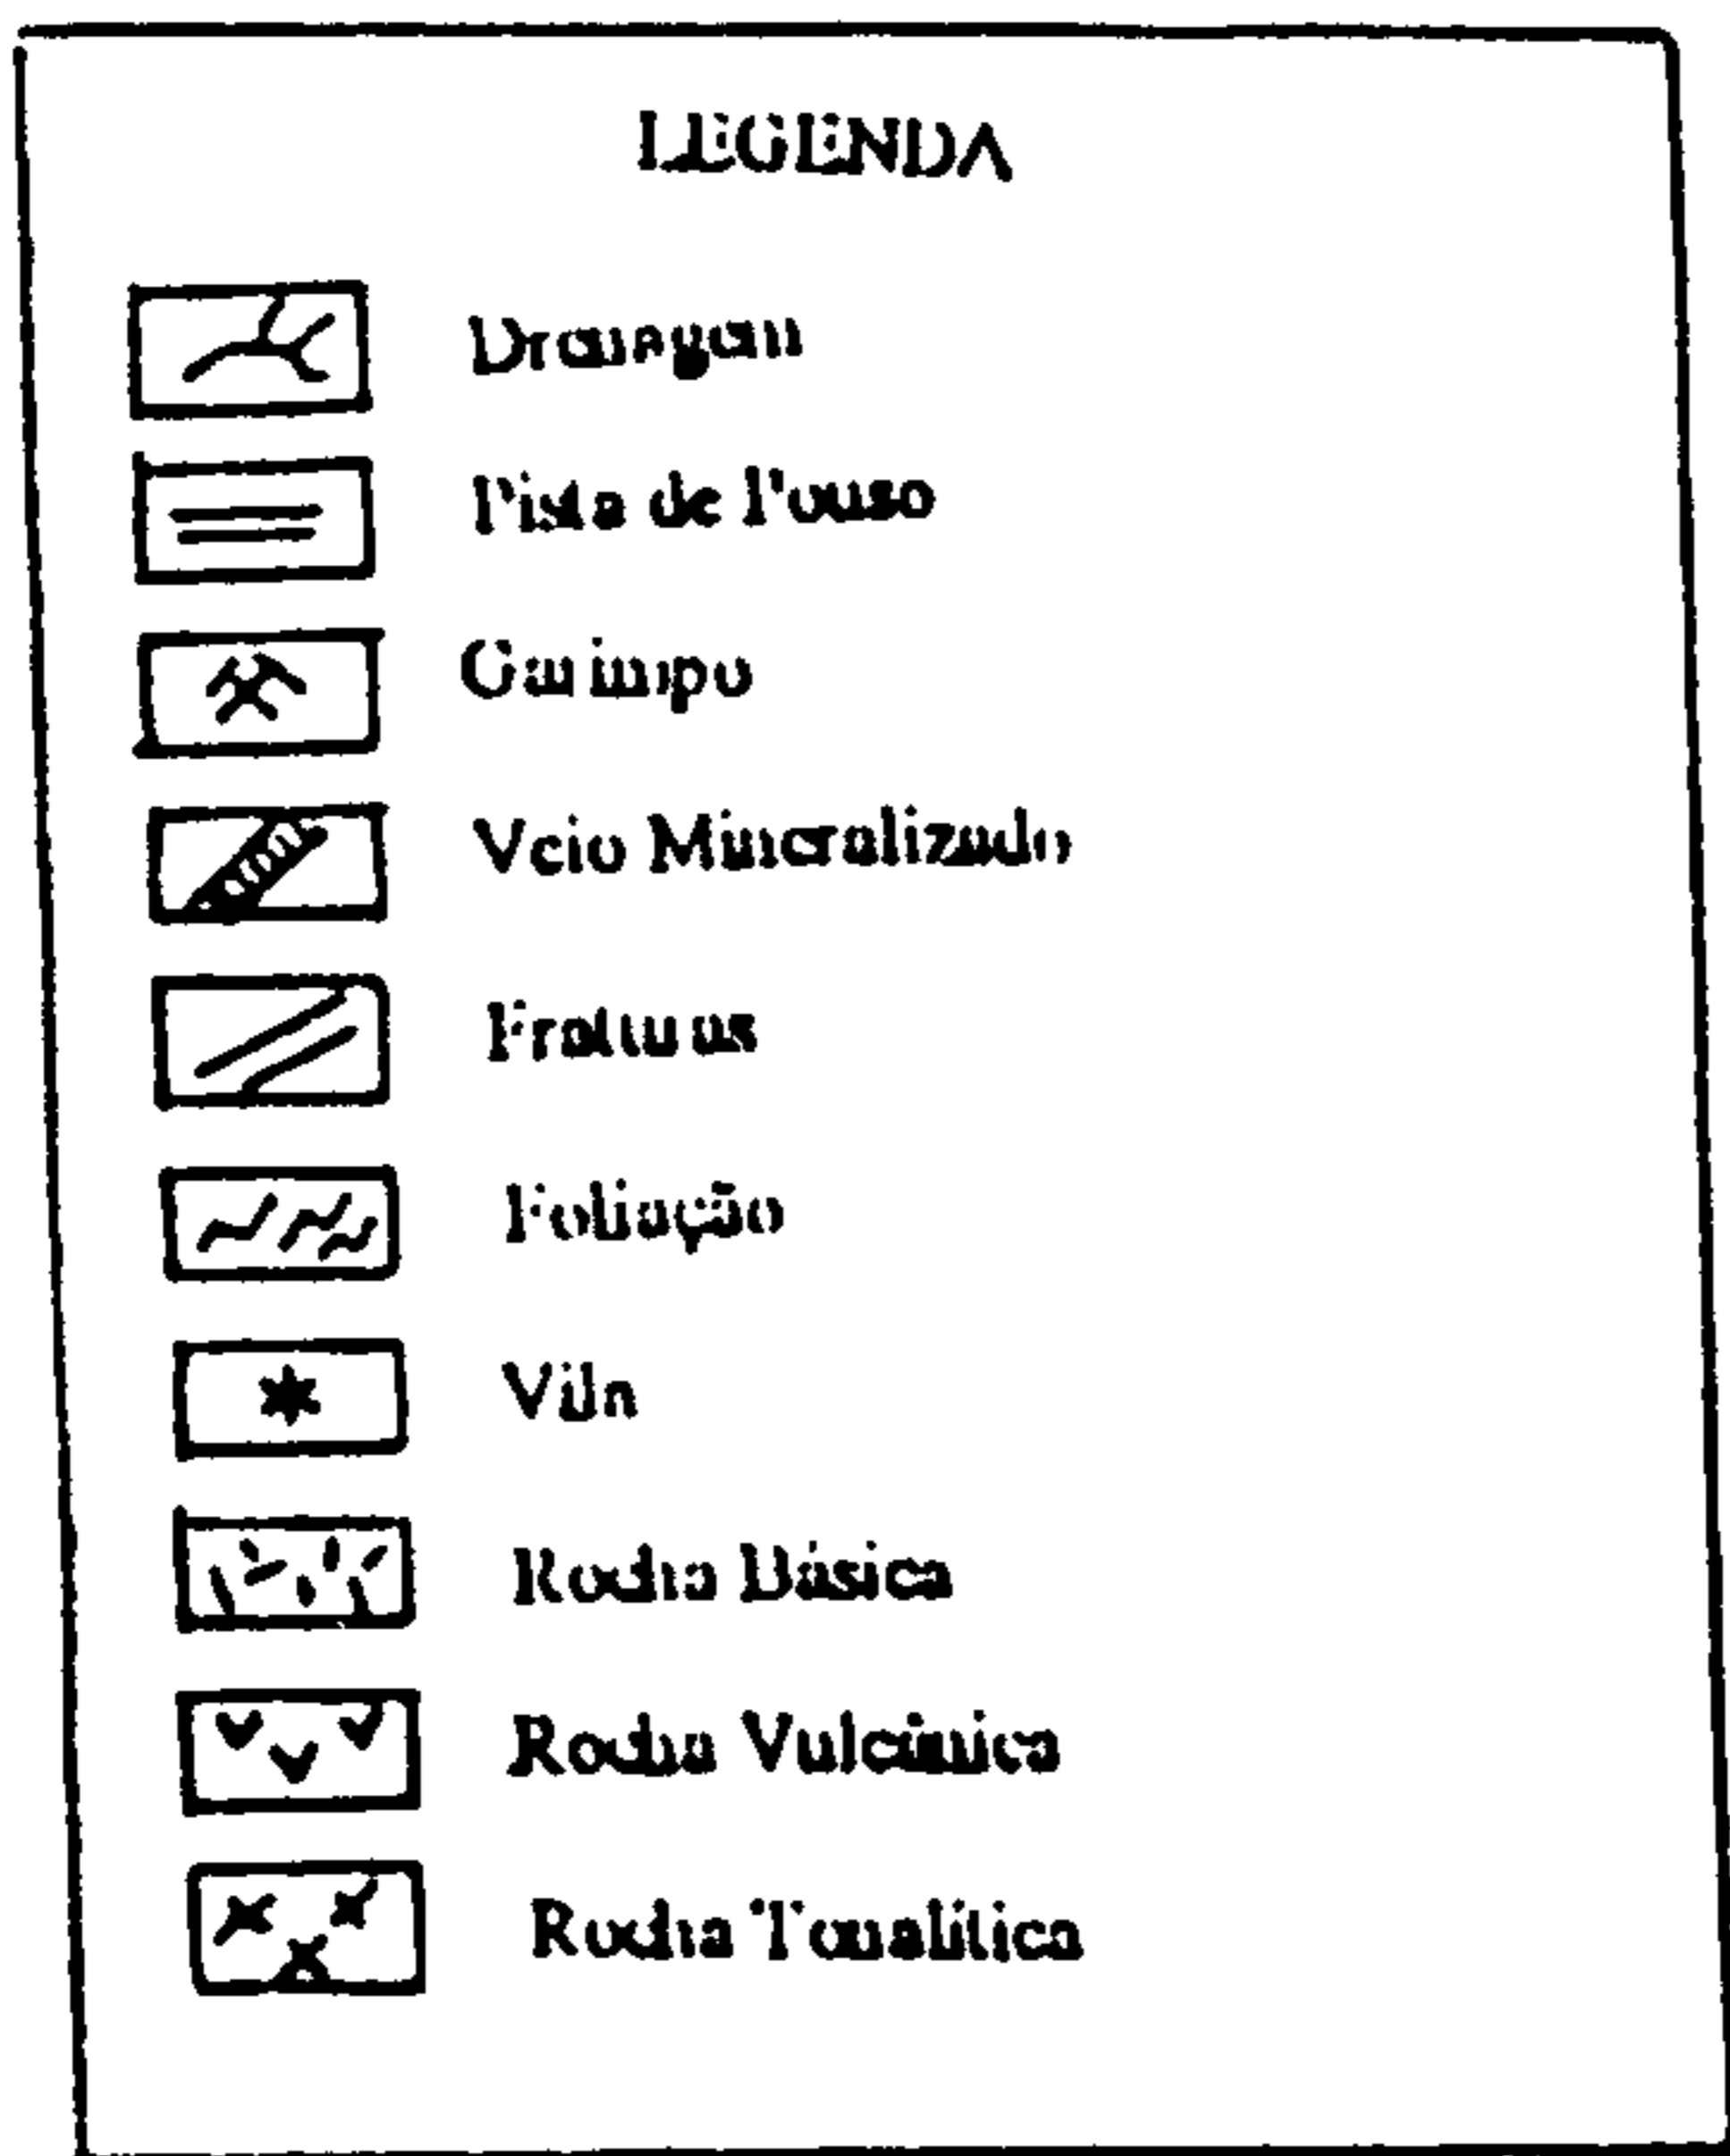 LEGENDA
Drenagem
Pista de Pouso
Garimpo
Veio Mineralizado
Fraturas
Foliação
Vila
Rocha Básica
Rocha Vulcânica
Rocha Tonalítica